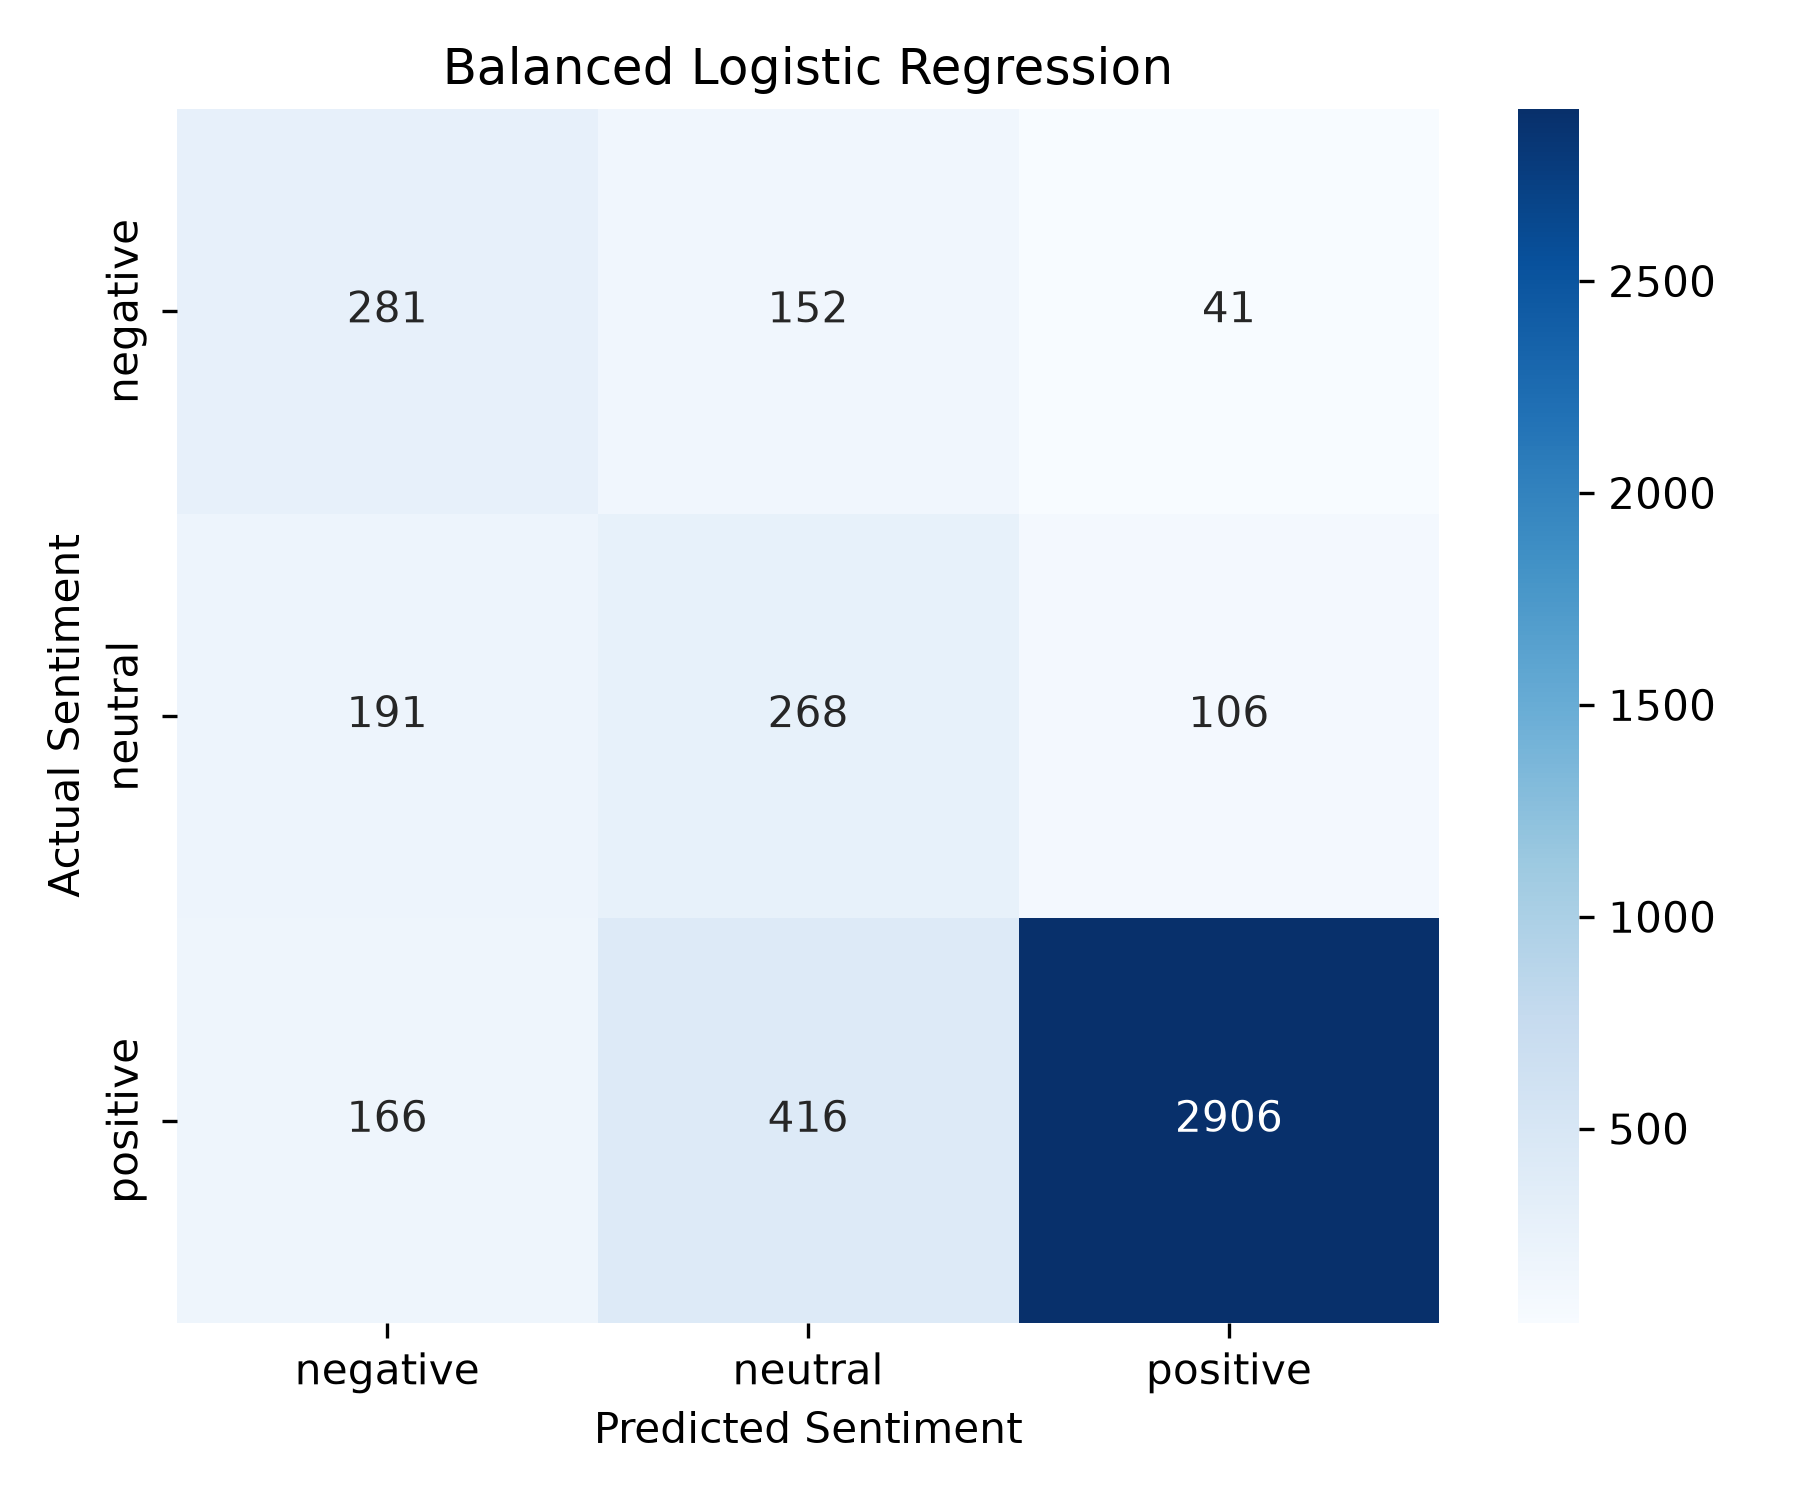 Balanced Logistic Regression
Actual Sentiment
negative
281
152
41
neutral
191
268
106
positive
166
416
2906
negative
neutral
positive
Predicted Sentiment
2500
2000
1500
1000
500